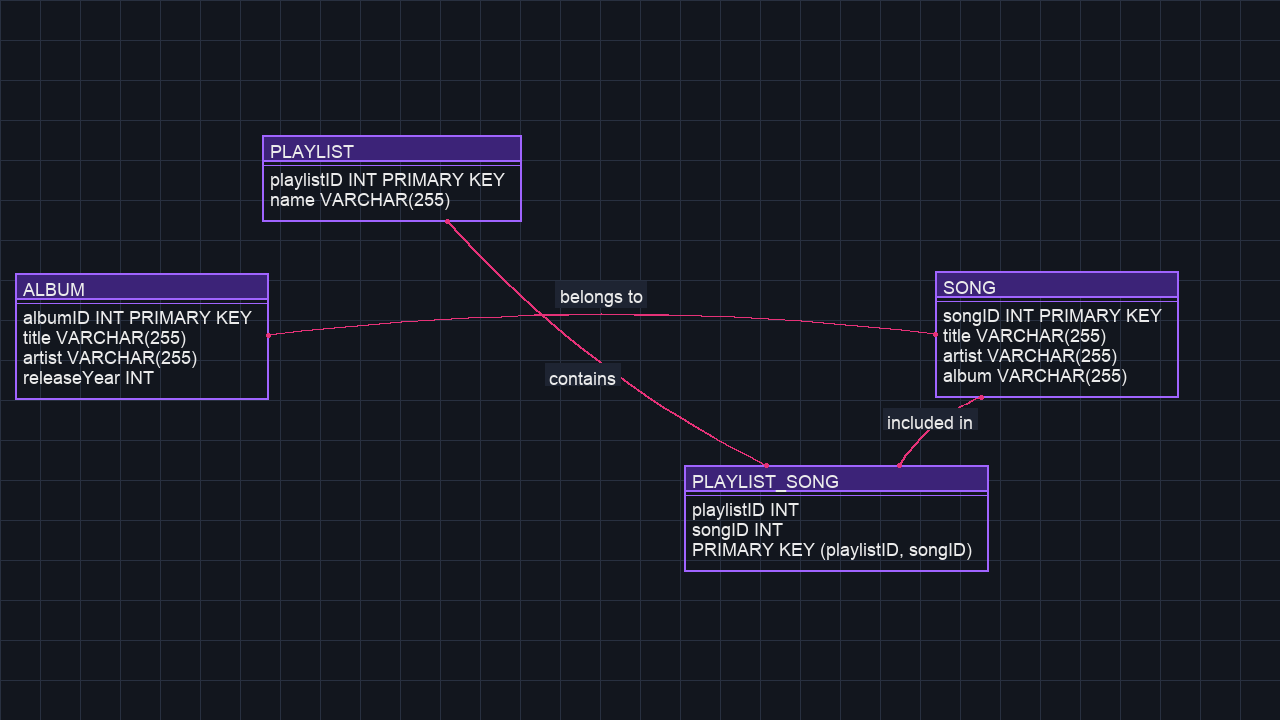 PLAYLIST
playlistID INT PRIMARY KEY
name VARCHAR(255)
ALBUM
albumID INT PRIMARY KEY
title VARCHAR(255)
artist VARCHAR(255)
releaseYear INT
belongs to
contains
SONG
songID INT PRIMARY KEY
title VARCHAR(255)
artist VARCHAR(255)
album VARCHAR(255)
included in
PLAYLIST_SONG
playlistID INT
songID INT
PRIMARY KEY (playlistID, songID)